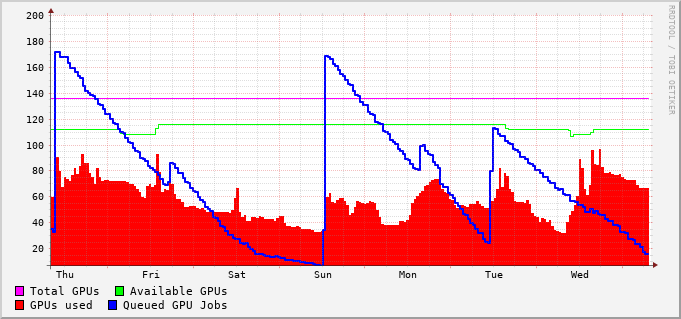 200
180
160
140
120
100
80
60
40
20
Thu Fri Sat Sun Mon Tue Wed
Total GPUs Available GPUs
GPUs used Queued GPU Jobs
RRDTOOL / TOBI OETIKER